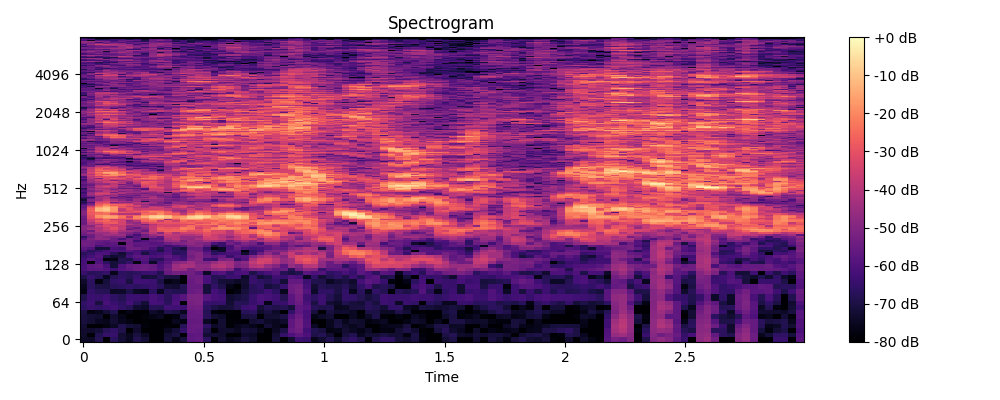 Spectrogram
Hz
4096
2048
1024
512
256
128
64
0
0
0.5
1
1.5
2
2.5
Time
+0 dB
-10 dB
-20 dB
-30 dB
-40 dB
-50 dB
-60 dB
-70 dB
-80 dB